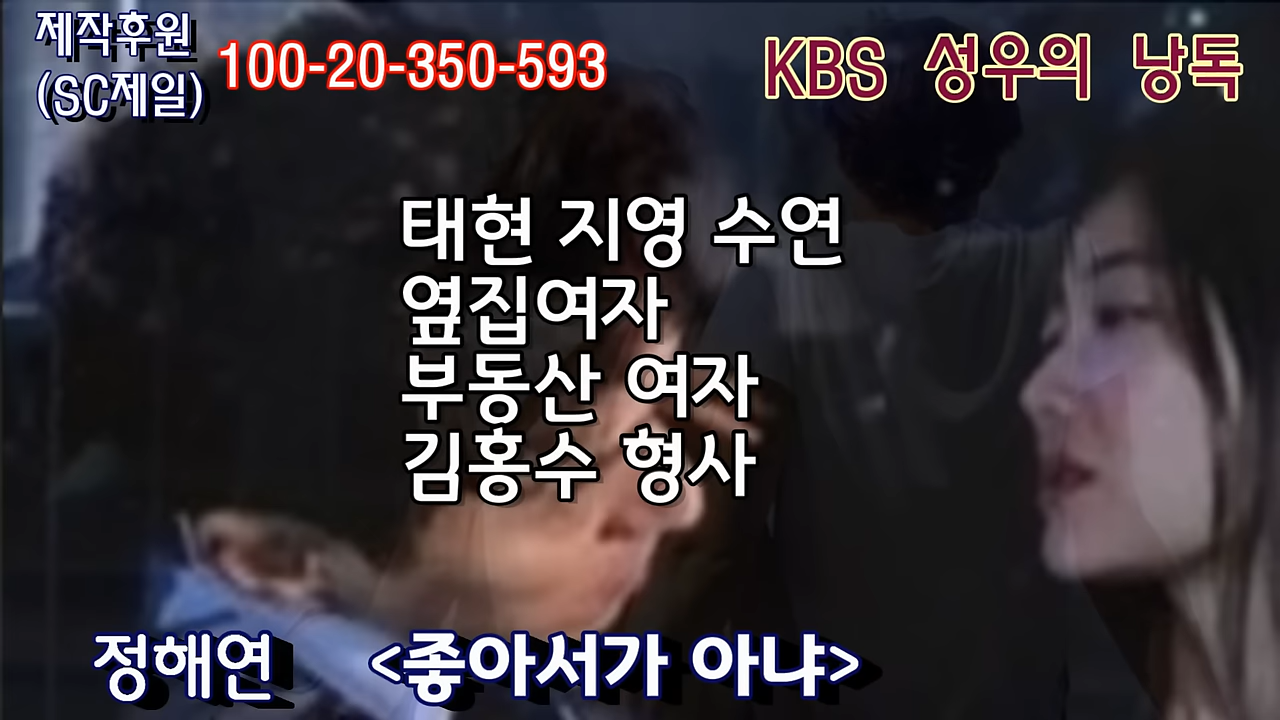 제작후원
(SC제일)
100-20-350-593
KBS 성우의 낭독
태현 지영 수연
옆집여자
부동산 여자
김홍수 형사
정해연 <좋아서가 아냐>